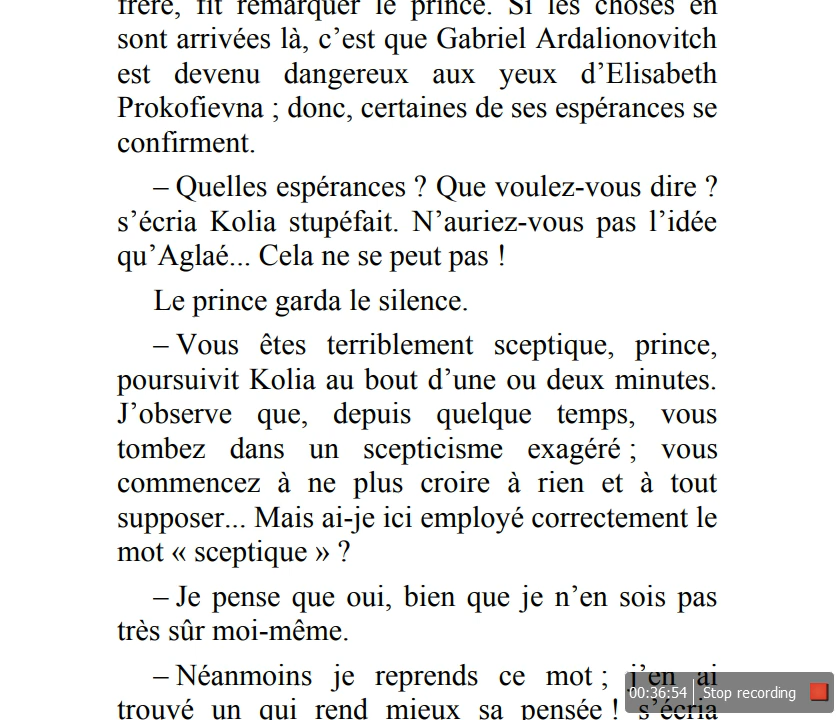 frère, fit remarquer le prince. Si les choses en
sont arrivées là, c’est que Gabriel Ardalionovitch
est devenu dangereux aux yeux d’Elisabeth
Prokofievna ; donc, certaines de ses espérances se
confirment.
– Quelles espérances ? Que voulez-vous dire ?
s’écria Kolia stupéfait. N’auriez-vous pas l’idée
qu’Aglaé... Cela ne se peut pas !
Le prince garda le silence.
– Vous êtes terriblement sceptique, prince,
poursuivit Kolia au bout d’une ou deux minutes.
J’observe que, depuis quelque temps, vous
tombez dans un scepticisme exagéré ; vous
commencez à ne plus croire à rien et à tout
supposer... Mais ai-je ici employé correctement le
mot « sceptique » ?
– Je pense que oui, bien que je n’en sois pas
très sûr moi-même.
– Néanmoins je reprends ce mot ; j’en ai
trouvé un qui rend mieux sa pensée ! s’écria
00:36:54 Stop recording